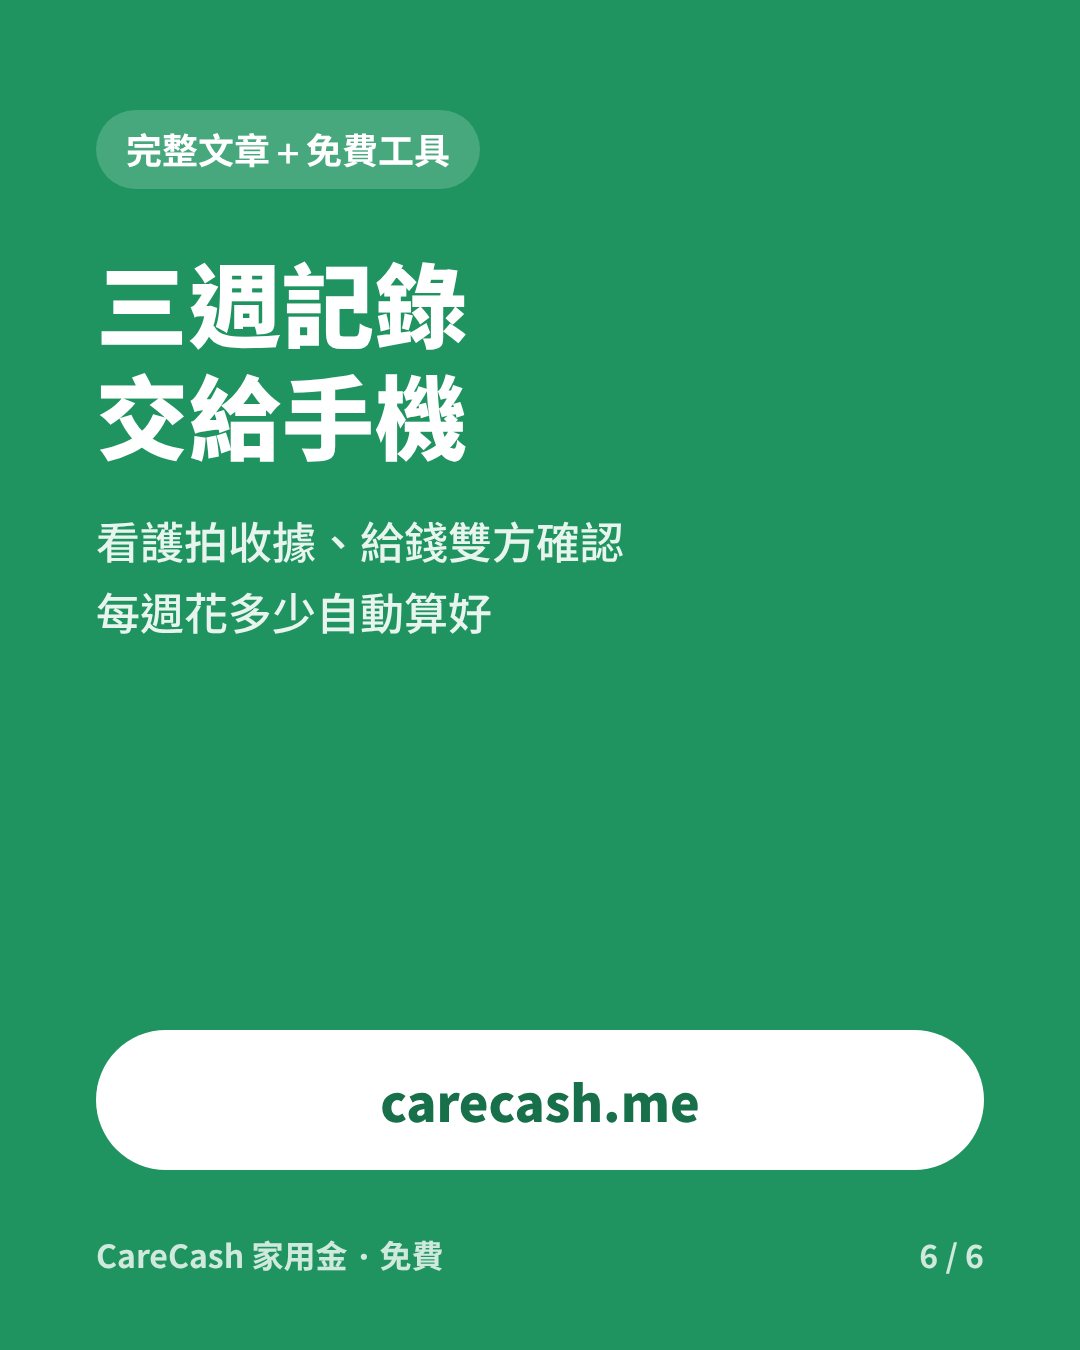 完整文章 + 免費工具
三週記錄
交給手機
看護拍收據、給錢雙方確認
每週花多少自動算好
carecash.me
CareCash 家用金 · 免費
6 / 6